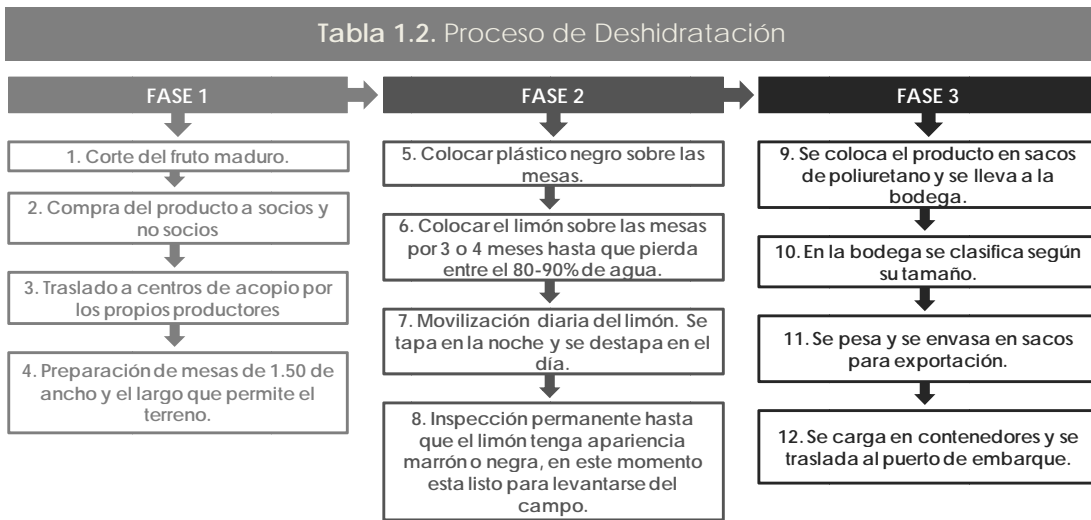 Tabla 1.2. Proceso de Deshidratación
FASE 1
1. Corte del fruto maduro.
2. Compra del producto a socios y
no socios
3. Traslado a centros de acopio por
los propios productores
4. Preparación de mesas de 1.50 de
ancho y el largo que permite el
terreno.
FASE 2
5. Colocar plástico negro sobre las
mesas.
6. Colocar el limón sobre las mesas
por 3 o 4 meses hasta que pierda
entre el 80-90% de agua.
7. Movilización diaria del limón. Se
tapa en la noche y se destapa en el
día.
8. Inspección permanente hasta
que el limón tenga apariencia
marrón o negra, en este momento
esta listo para levantarse del
campo.
FASE 3
9. Se coloca el producto en sacos
de poliuretano y se lleva a la
bodega.
10. En la bodega se clasifica según
su tamaño.
11. Se pesa y se envasa en sacos
para exportación.
12. Se carga en contenedores y se
traslada al puerto de embarque.